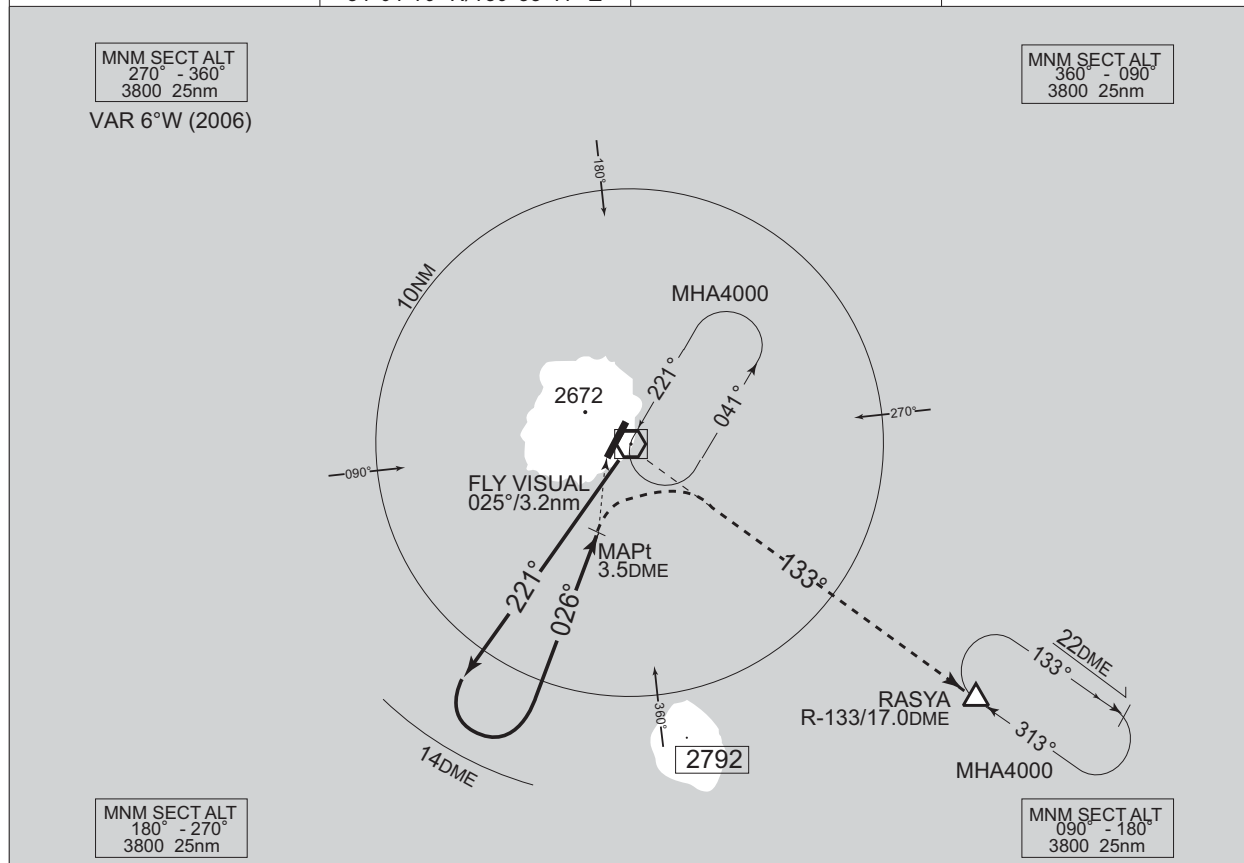 MNM SECT ALT
270° - 360°
3800 25nm
MNM SECT ALT
360° - 090°
3800 25nm
VAR 6°W (2006)
180°
10NM
MHA4000
2672
221°
041°
270°
090°
FLY VISUAL
025°/3.2nm
MAPt
3.5DME
221°
026°
133°
22DME
133°
RASYA
R-133/17.0DME
313°
360°
2792
14DME
MHA4000
MNM SECT ALT
180° - 270°
3800 25nm
MNM SECT ALT
090° - 180°
3800 25nm